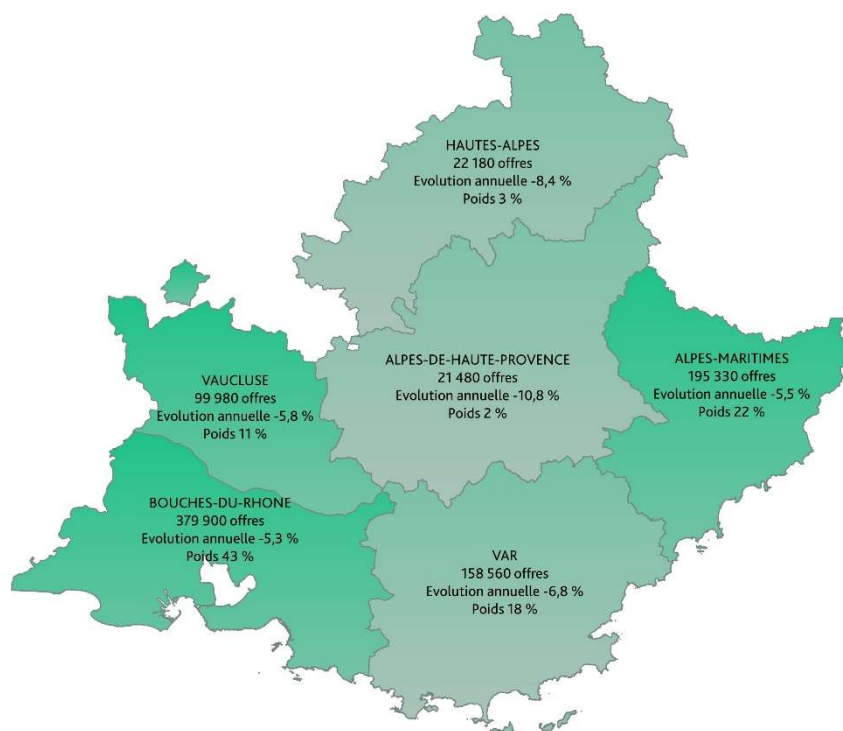 HAUTES-ALPES
22 180 offres
Evolution annuelle -8,4 %
Poids 3 %
ALPES-DE-HAUTE-PROVENCE
21 480 offres
Evolution annuelle -10,8 %
Poids 2 %
ALPES-MARITIMES
195 330 offres
Evolution annuelle -5,5 %
Poids 22 %
VAUCLUSE
99 980 offres
Evolution annuelle -5,8 %
Poids 11 %
BOUCHES-DU-RHONE
379 900 offres
Evolution annuelle -5,3 %
Poids 43 %
VAR
158 560 offres
Evolution annuelle -6,8 %
Poids 18 %